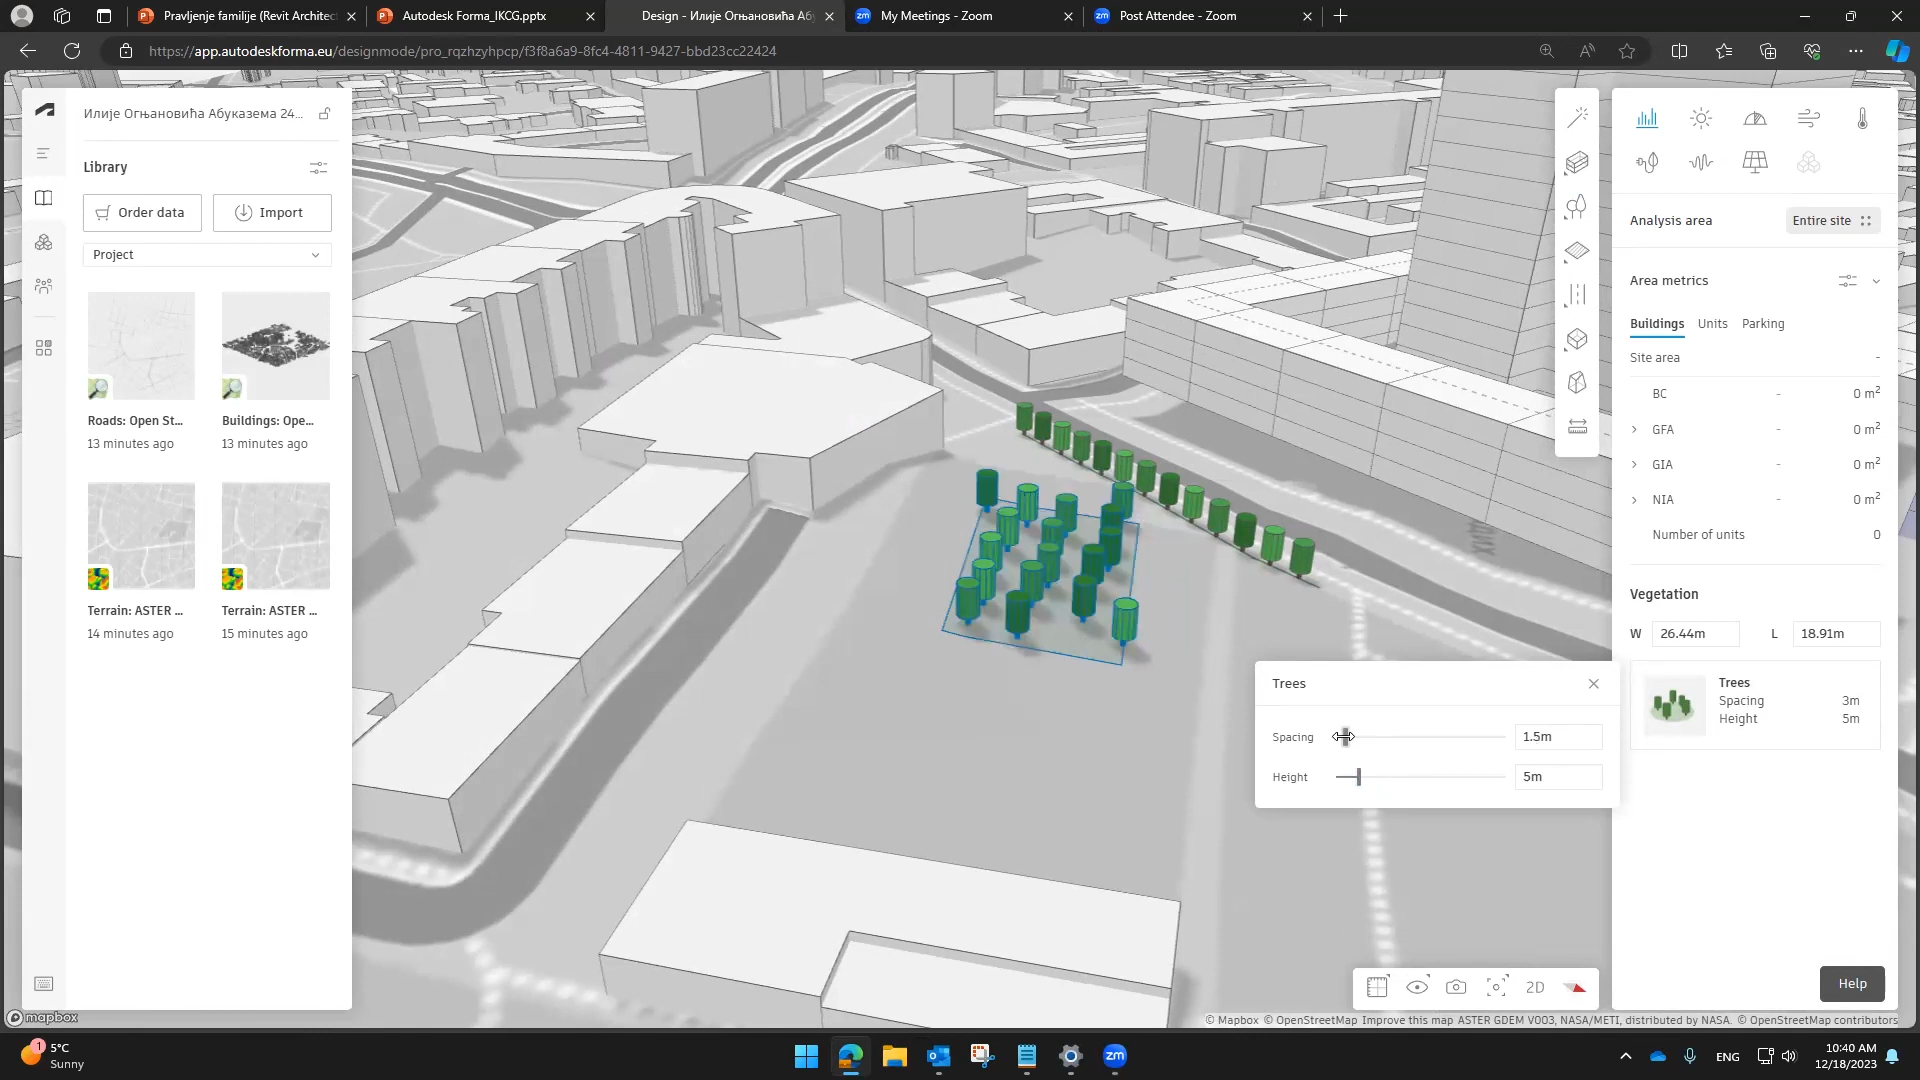 Pravljenje familije (Revit Architec
Autodesk Forma_IKCG.pptx
Design - Илије Огњановића Абу
My Meetings - Zoom
Post Attendee - Zoom
https://app.autodeskforma.eu/designmode/pro_rqzhzyhpcp/f3f8a6a9-8fc4-4811-9427-bbd23cc22424
Илије Огњановића Абуказема 24...
Library
Order data
Import
Project
Roads: Open St...
13 minutes ago
Buildings: Ope...
13 minutes ago
Terrain: ASTER ...
14 minutes ago
Terrain: ASTER ...
15 minutes ago
Analysis area
Entire site
Area metrics
Buildings Units Parking
Site area -
BC - 0 m²
GFA - 0 m²
GIA - 0 m²
NIA - 0 m²
Number of units 0
Vegetation
W 26.44m L 18.91m
Trees
Spacing 3m
Height 5m
Trees
Spacing 1.5m
Height 5m
2D
Help
mapbox
© Mapbox © OpenStreetMap Improve this map ASTER GDEM V003, NASA/METI, distributed by NASA. © OpenStreetMap contributors
1
5°C
Sunny
zm
ENG
10:40 AM
12/18/2023